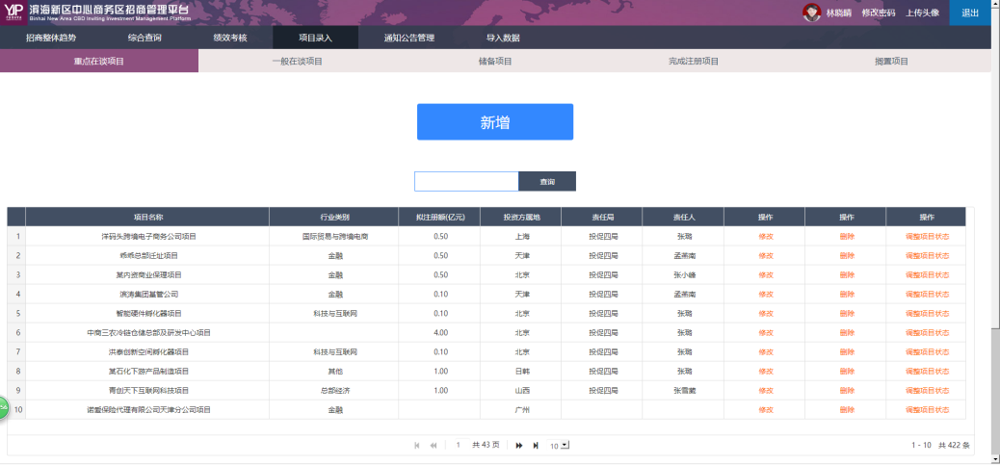 YJP 滨海新区中心商务区招商管理平台
Binhai New Area CBD Inviting Investment Management Platform
林晓晴 修改密码 上传头像 退出
招商整体趋势 综合查询 绩效考核 项目录入 通知公告管理 导入数据
重点在谈项目 一般在谈项目 储备项目 完成注册项目 搁置项目
新增
查询
项目名称 行业类别 拟注册额(亿元) 投资方属地 责任局 责任人 操作 操作 操作
1 洋码头跨境电子商务公司项目 国际贸易与跨境电商 0.50 上海 投促四局 张璐 修改 删除 调整项目状态
2 乖乖总部迁址项目 金融 0.50 天津 投促四局 孟燕南 修改 删除 调整项目状态
3 某内资商业保理项目 金融 0.50 北京 投促四局 张小峰 修改 删除 调整项目状态
4 滨涛集团基管公司 金融 0.10 天津 投促四局 孟燕南 修改 删除 调整项目状态
5 智能硬件孵化器项目 科技与互联网 0.10 北京 投促四局 张璐 修改 删除 调整项目状态
6 中商三农冷链仓储总部及研发中心项目 4.00 北京 投促四局 张璐 修改 删除 调整项目状态
7 洪泰创新空间孵化器项目 科技与互联网 0.10 北京 投促四局 张璐 修改 删除 调整项目状态
8 某石化下游产品制造项目 其他 1.00 日韩 投促四局 张璐 修改 删除 调整项目状态
9 青创天下互联网科技项目 总部经济 1.00 山西 投促四局 张雪葳 修改 删除 调整项目状态
10 诺鋆保险代理有限公司天津分公司项目 金融 广州 修改 删除 调整项目状态
56
1 共 43 页 10 1 - 10 共 422 条